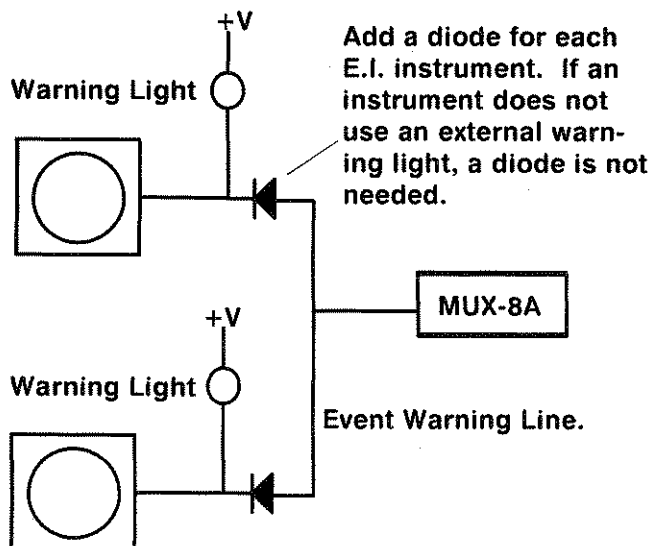 +V
Warning Light
Add a diode for each
E.I. instrument. If an
instrument does not
use an external warn-
ing light, a diode is not
needed.
MUX-8A
+V
Warning Light
Event Warning Line.